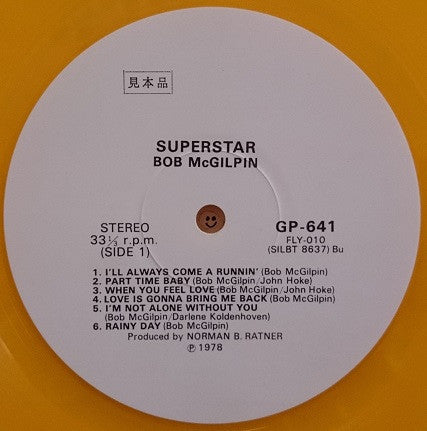 見本品
SUPERSTAR
BOB McGILPIN
STEREO
33⅓ r.p.m.
(SIDE 1)
GP-641
FLY-010
(SILBT 8637) Bu
1. I'LL ALWAYS COME A RUNNIN' (Bob McGilpin)
2. PART TIME BABY (Bob McGilpin/John Hoke)
3. WHEN YOU FEEL LOVE (Bob McGilpin/John Hoke)
4. LOVE IS GONNA BRING ME BACK (Bob McGilpin)
5. I'M NOT ALONE WITHOUT YOU
(Bob McGilpin/Darlene Koldenhoven)
6. RAINY DAY (Bob McGilpin)
Produced by NORMAN B. RATNER
℗ 1978